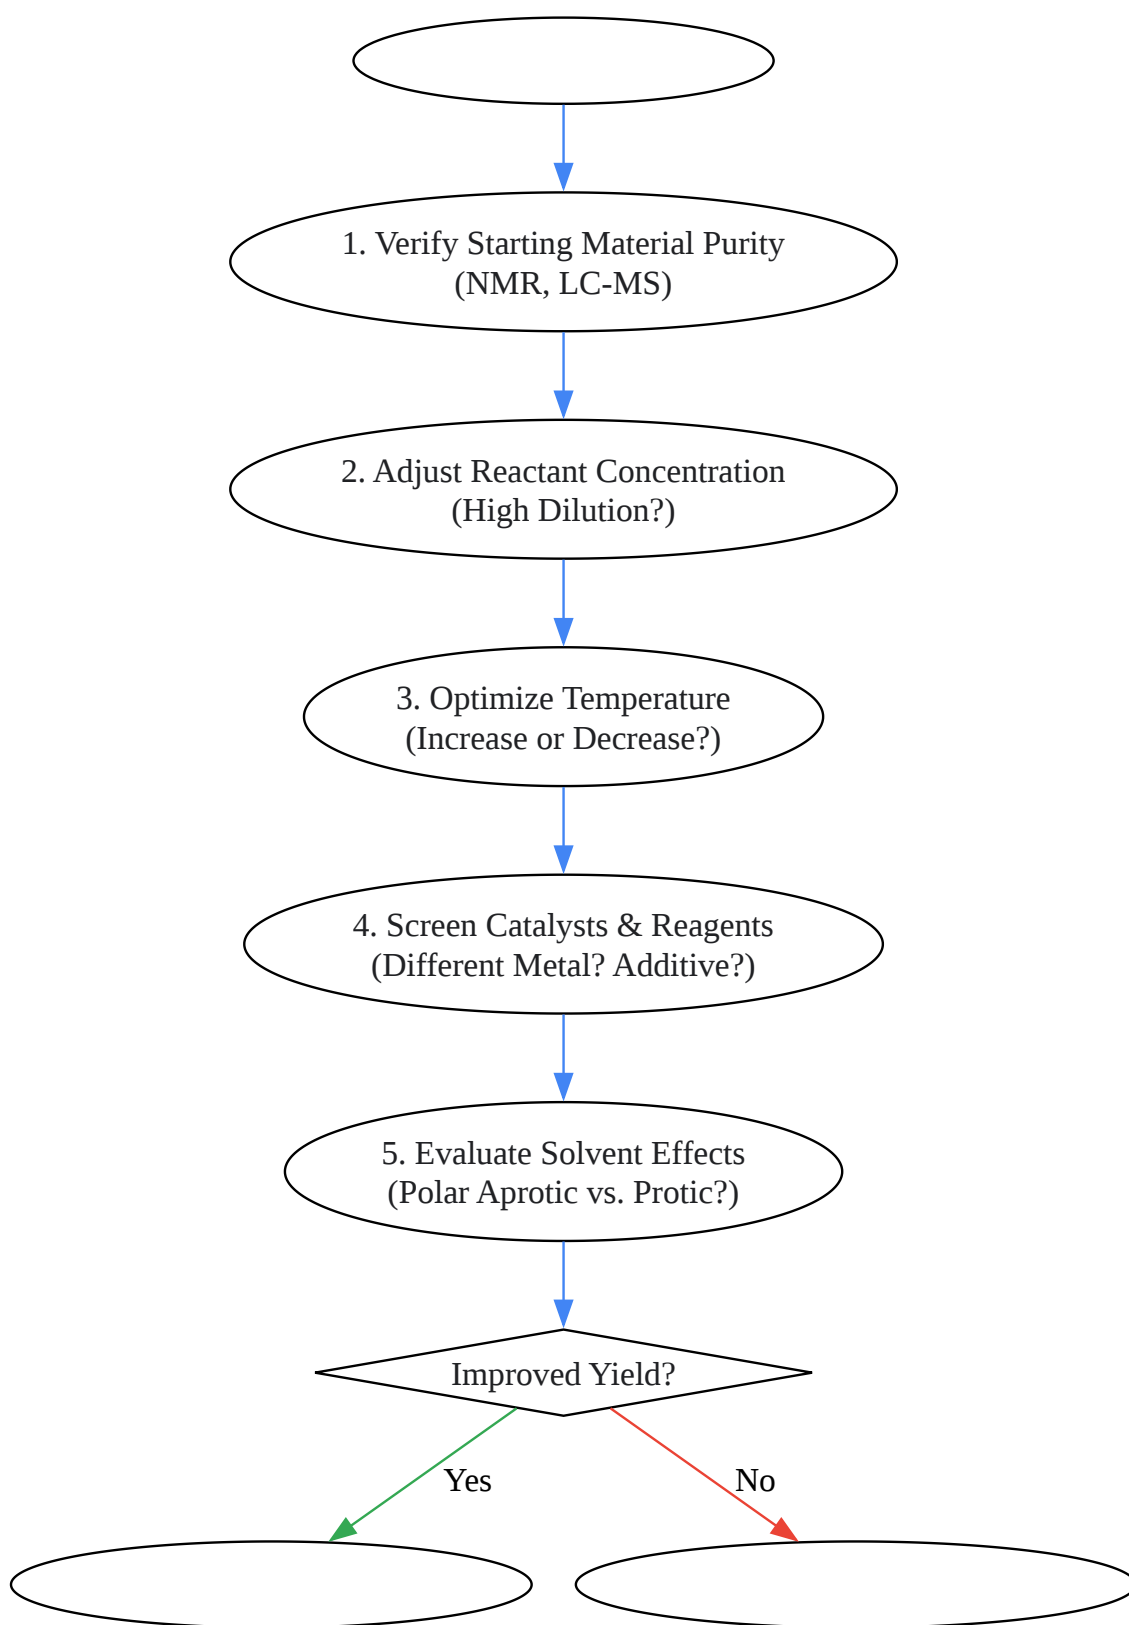 1. Verify Starting Material Purity
(NMR, LC-MS)
2. Adjust Reactant Concentration
(High Dilution?)
3. Optimize Temperature
(Increase or Decrease?)
4. Screen Catalysts & Reagents
(Different Metal? Additive?)
5. Evaluate Solvent Effects
(Polar Aprotic vs. Protic?)
Improved Yield?
Yes
No